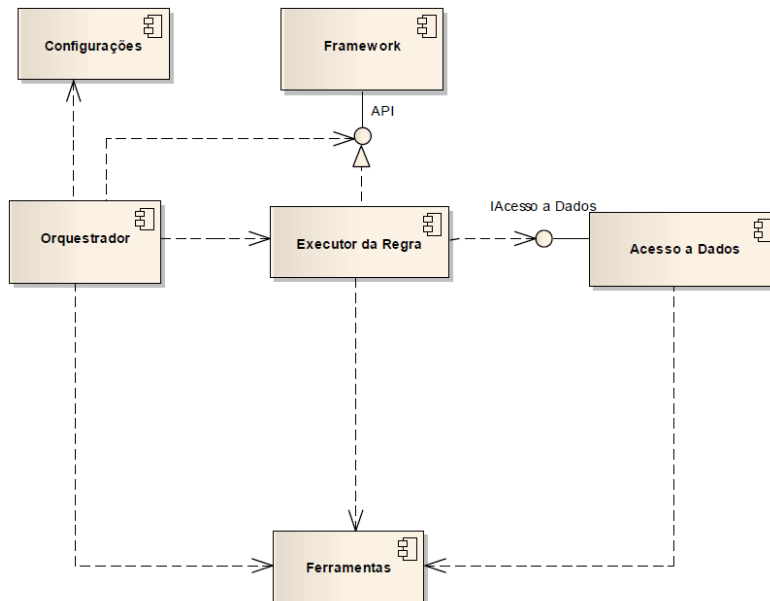 Configurações
Framework
API
IAcesso a Dados
Orquestrador
Executor da Regra
Acesso a Dados
Ferramentas